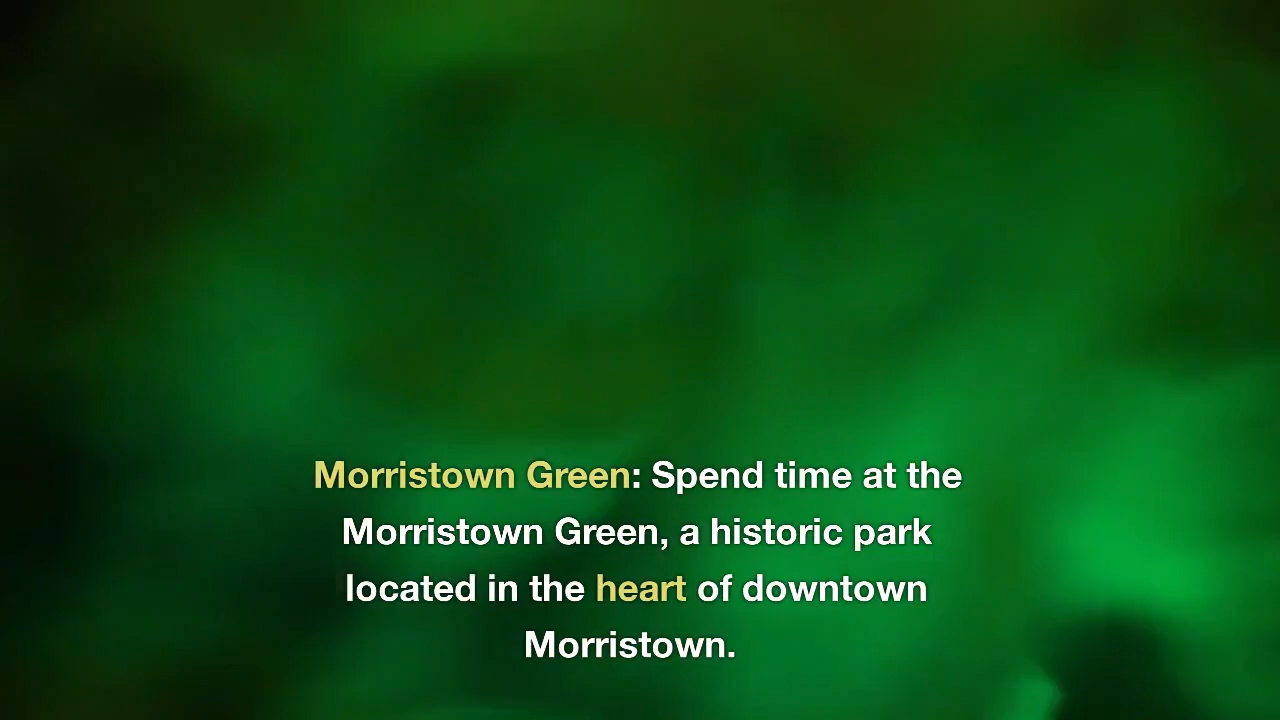 Morristown Green: Spend time at the
Morristown Green, a historic park
located in the heart of downtown
Morristown.